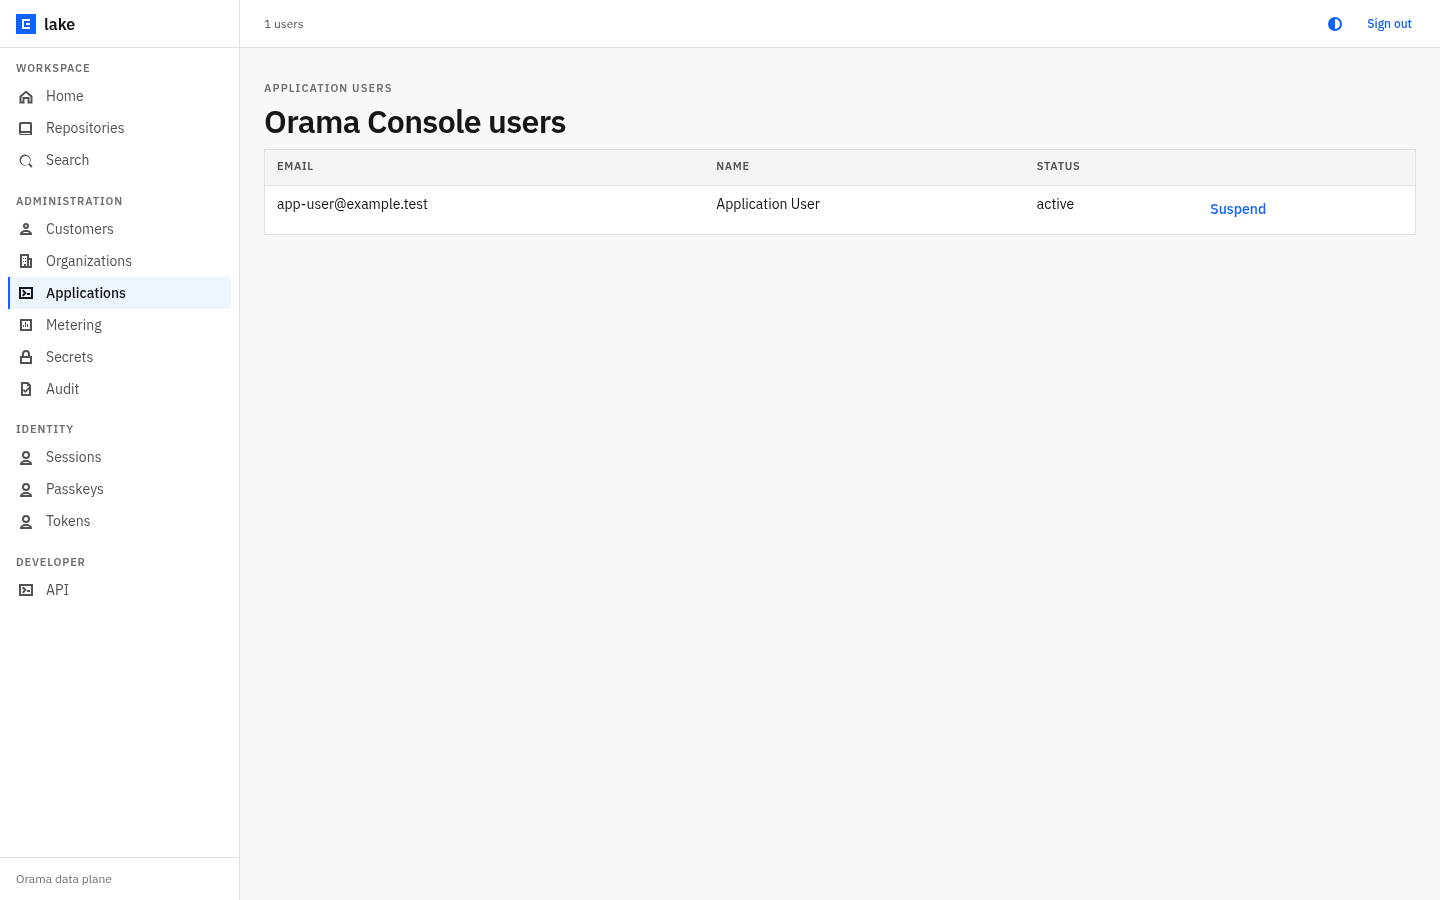 lake
1 users
Sign out
WORKSPACE
Home
Repositories
Search
ADMINISTRATION
Customers
Organizations
Applications
Metering
Secrets
Audit
IDENTITY
Sessions
Passkeys
Tokens
DEVELOPER
API
Orama data plane
APPLICATION USERS
Orama Console users
EMAIL NAME STATUS
app-user@example.test Application User active Suspend